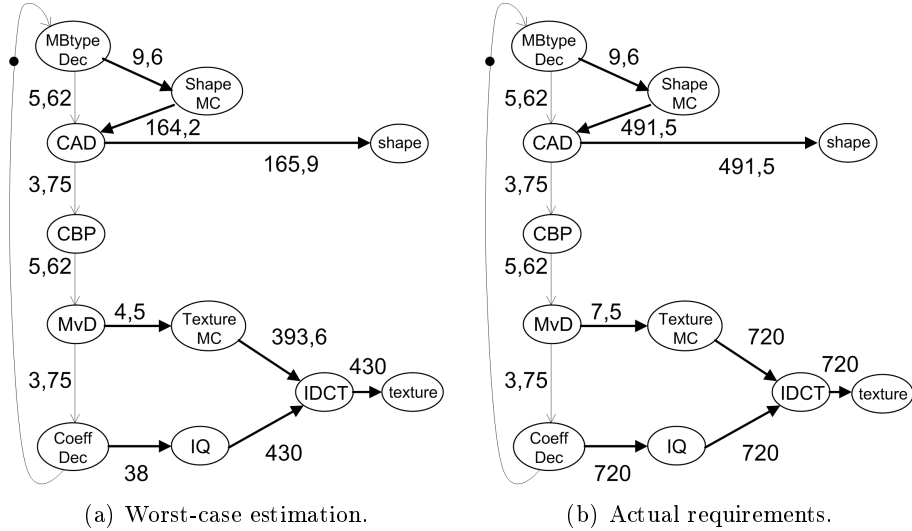 MBtype
Dec
9,6
Shape
MC
5,62
CAD
164,2
165,9
shape
3,75
CBP
5,62
MvD
4,5
Texture
MC
393,6
430
3,75
IDCT
texture
Coeff
Dec
38
IQ
430
(a) Worst-case estimation.
MBtype
Dec
9,6
Shape
MC
5,62
CAD
491,5
491,5
shape
3,75
CBP
5,62
MvD
7,5
Texture
MC
720
720
3,75
IDCT
texture
Coeff
Dec
720
IQ
720
(b) Actual requirements.